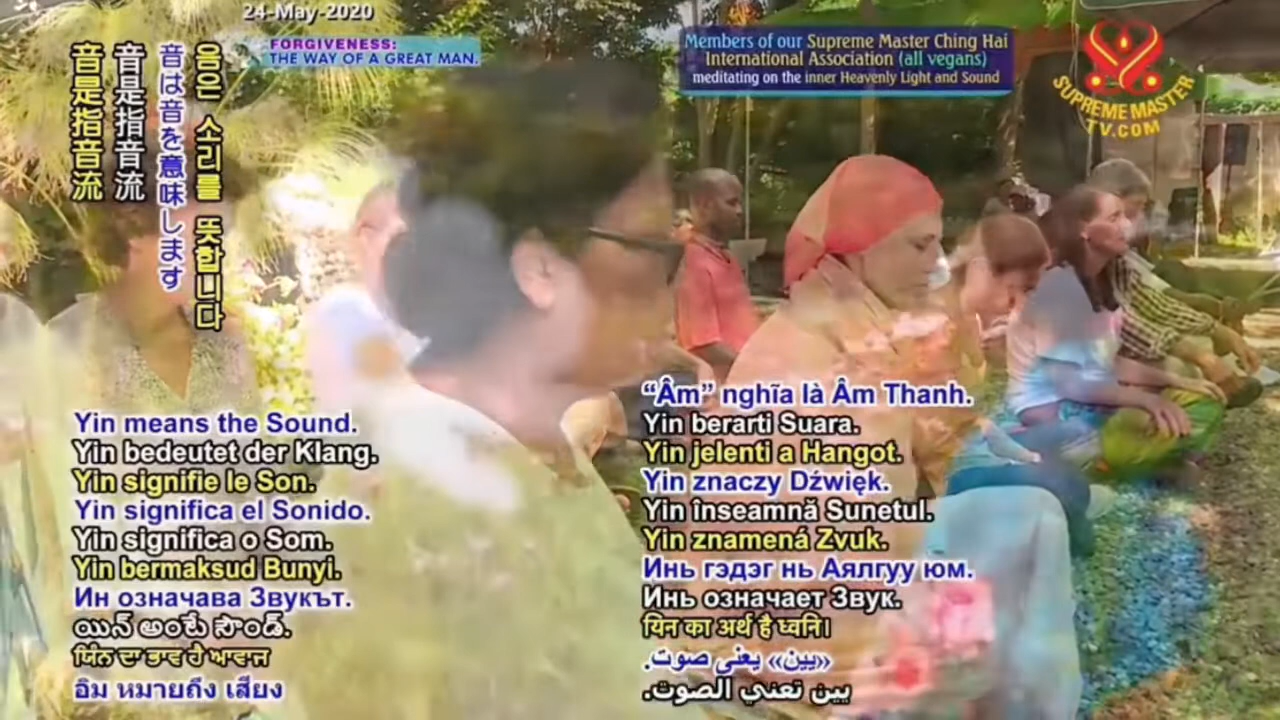 24-May-2020
FORGIVENESS:
THE WAY OF A GREAT MAN.
Members of our Supreme Master Ching Hai
International Association (all vegans)
meditating on the inner Heavenly Light and Sound
SUPREME MASTER
TV.COM
音是指音流
音是指音流
音は音を意味します
음은 소리를 뜻합니다
Yin means the Sound.
Yin bedeutet der Klang.
Yin signifie le Son.
Yin significa el Sonido.
Yin significa o Som.
Yin bermaksud Bunyi.
Ин означава Звукът.
యిన్ అంటే సౌండ్.
ਯਿੰਨ ਦਾ ਭਾਵ ਹੈ ਆਵਾਜ
อิม หมายถึง เสียง
“Âm” nghĩa là Âm Thanh.
Yin berarti Suara.
Yin jelenti a Hangot.
Yin znaczy Dźwięk.
Yin înseamnă Sunetul.
Yin znamená Zvuk.
Инь гэдэг нь Аялгуу юм.
Инь означает Звук.
यिन का अर्थ है ध्वनि।
«یین» یعنی صوت.
يين تعني الصوت.